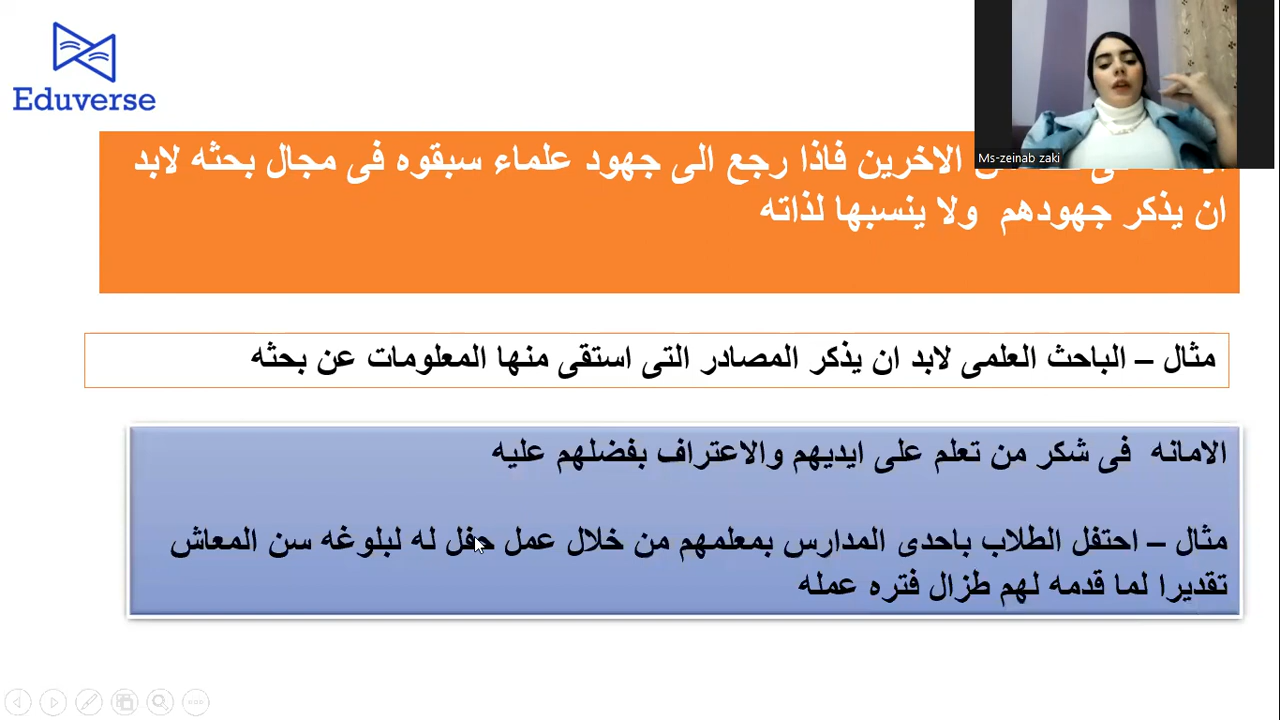 Eduverse
Ms-zeinab zaki
الاخرين فاذا رجع الى جهود علماء سبقوه فى مجال بحثه لابد
ان يذكر جهودهم ولا ينسبها لذاته
مثال – الباحث العلمى لابد ان يذكر المصادر التى استقى منها المعلومات عن بحثه
الامانه فى شكر من تعلم على ايديهم والاعتراف بفضلهم عليه
مثال – احتفل الطلاب باحدى المدارس بمعلمهم من خلال عمل حفل له لبلوغه سن المعاش
تقديرا لما قدمه لهم طزال فتره عمله